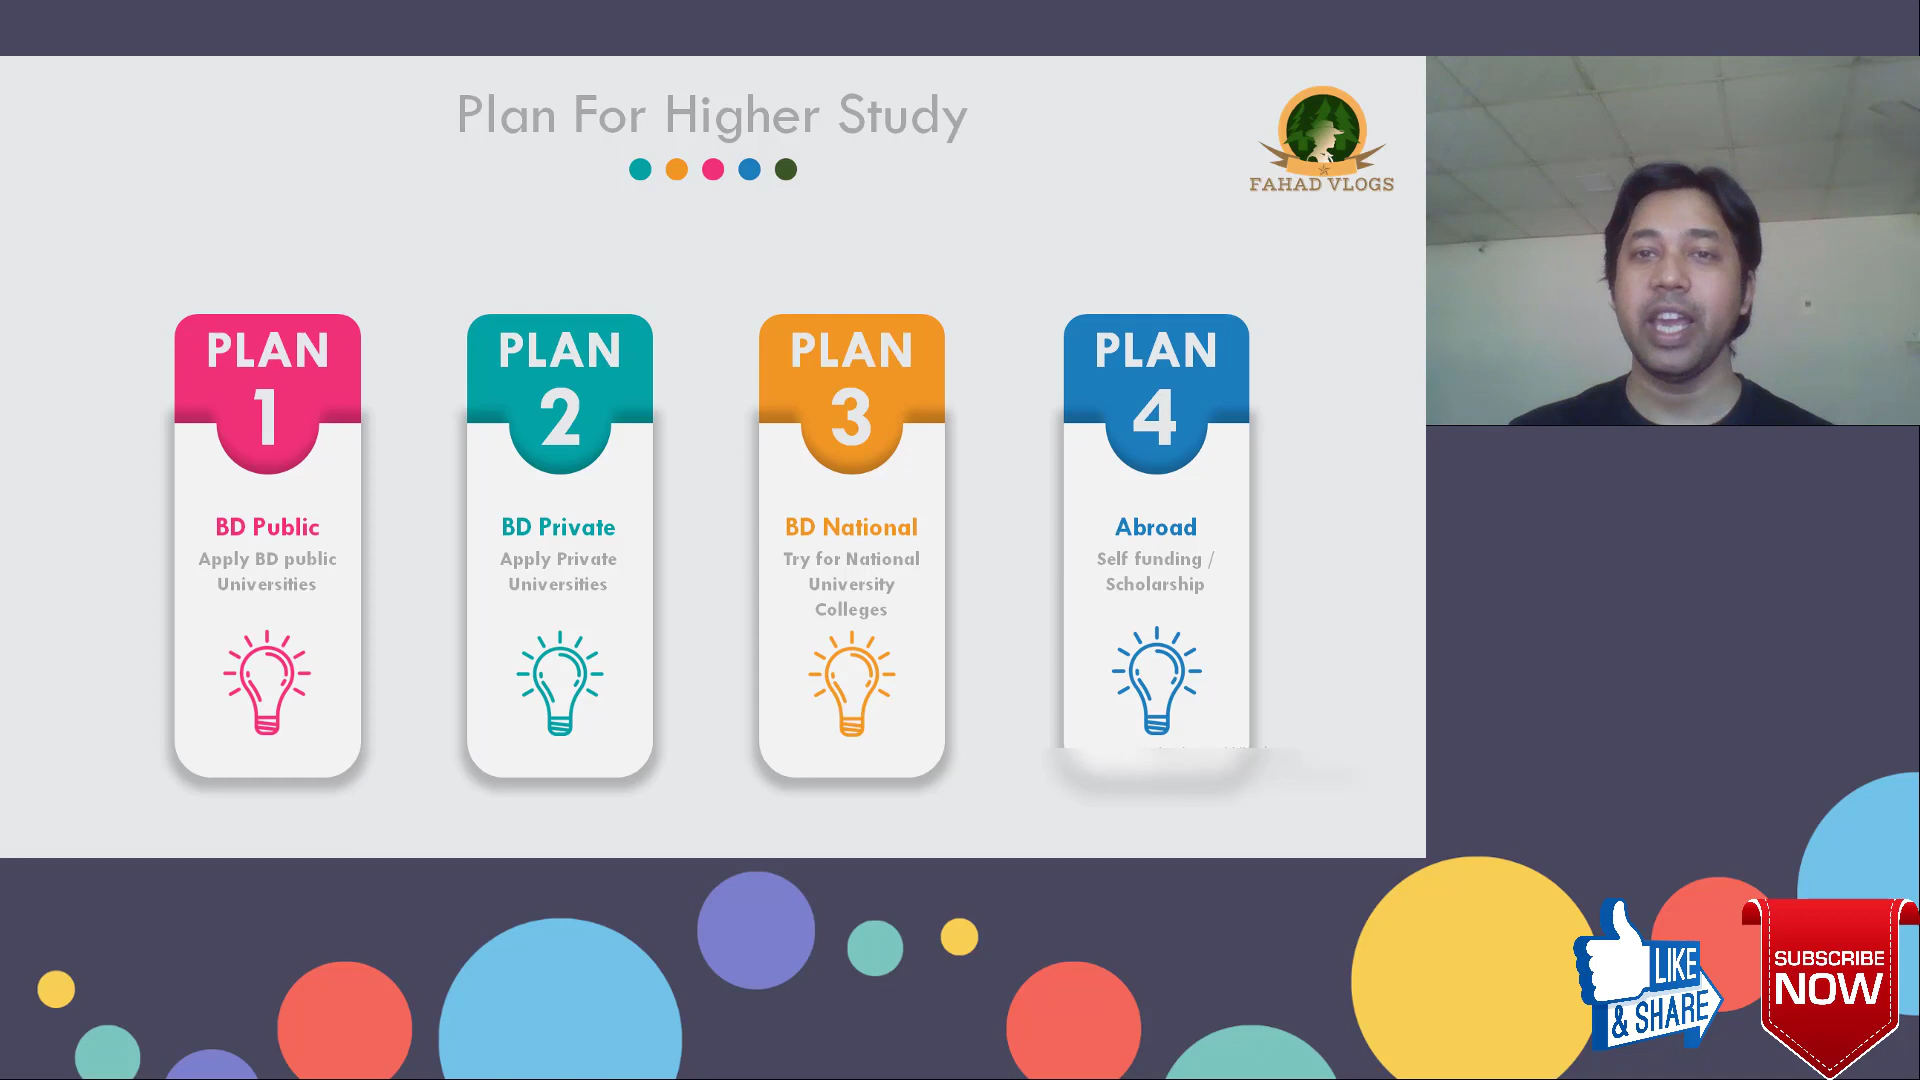 Plan For Higher Study
FAHAD VLOGS
PLAN
1
BD Public
Apply BD public
Universities
PLAN
2
BD Private
Apply Private
Universities
PLAN
3
BD National
Try for National
University
Colleges
PLAN
4
Abroad
Self funding /
Scholarship
LIKE
& SHARE
SUBSCRIBE
NOW